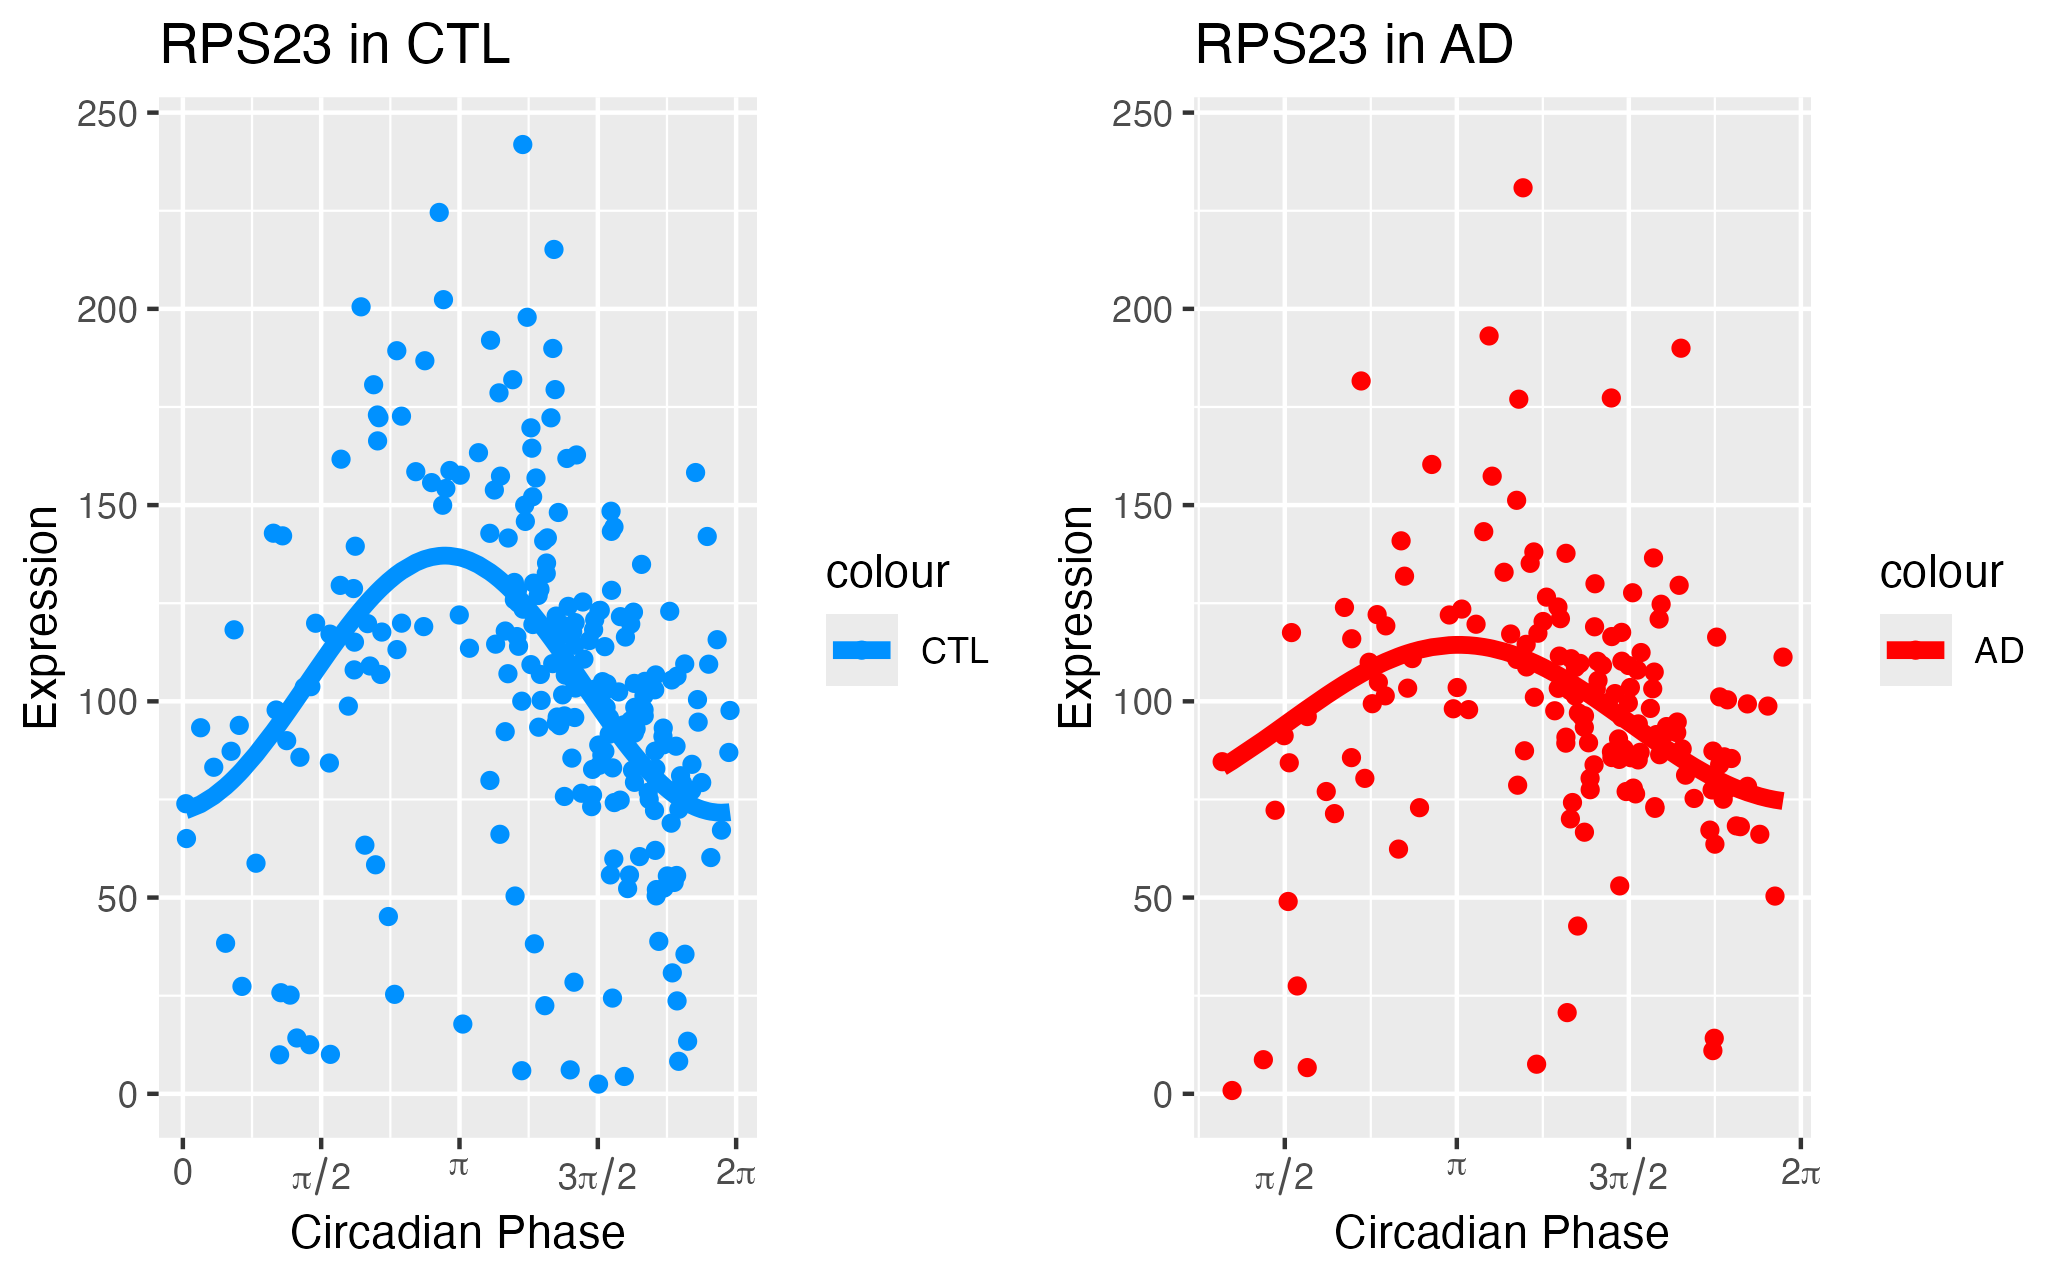 RPS23 in CTL
250
200
150
100
50
0
Expression
0 π/2 π 3π/2 2π
Circadian Phase
colour
CTL
RPS23 in AD
250
200
150
100
50
0
Expression
π/2 π 3π/2 2π
Circadian Phase
colour
AD